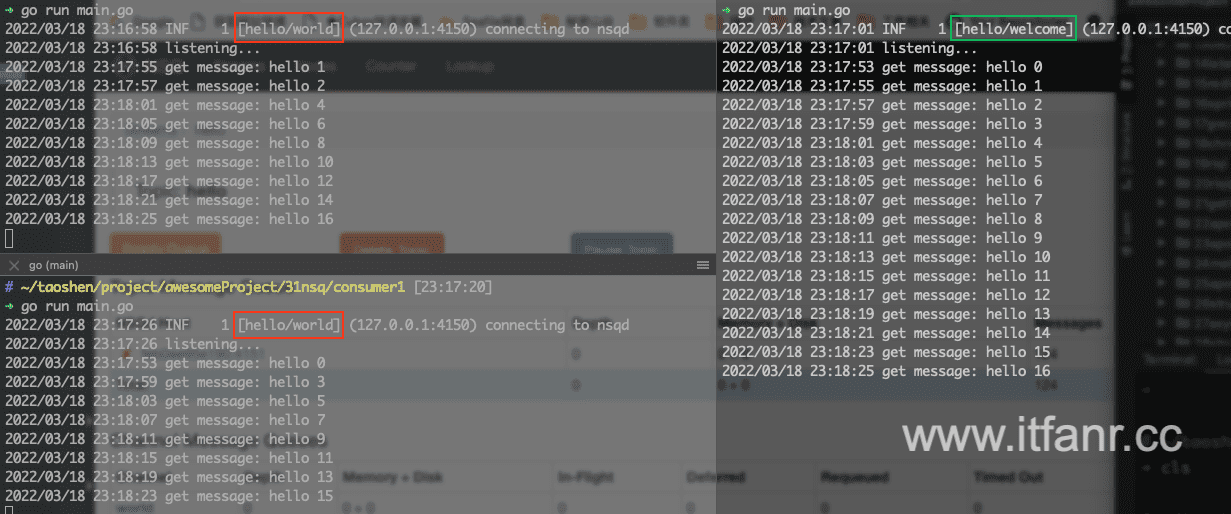 → go run main.go
2022/03/18 23:16:58 INF    1 [hello/world] (127.0.0.1:4150) connecting to nsqd
2022/03/18 23:16:58 listening...
2022/03/18 23:17:55 get message: hello 1
2022/03/18 23:17:57 get message: hello 2
2022/03/18 23:18:01 get message: hello 4
2022/03/18 23:18:05 get message: hello 6
2022/03/18 23:18:09 get message: hello 8
2022/03/18 23:18:13 get message: hello 10
2022/03/18 23:18:17 get message: hello 12
2022/03/18 23:18:21 get message: hello 14
2022/03/18 23:18:25 get message: hello 16
go (main)
# ~/taoshen/project/awesomeProject/31nsq/consumer1 [23:17:20]
→ go run main.go
2022/03/18 23:17:26 INF    1 [hello/world] (127.0.0.1:4150) connecting to nsqd
2022/03/18 23:17:26 listening...
2022/03/18 23:17:53 get message: hello 0
2022/03/18 23:17:59 get message: hello 3
2022/03/18 23:18:03 get message: hello 5
2022/03/18 23:18:07 get message: hello 7
2022/03/18 23:18:11 get message: hello 9
2022/03/18 23:18:15 get message: hello 11
2022/03/18 23:18:19 get message: hello 13
2022/03/18 23:18:23 get message: hello 15
→ go run main.go
2022/03/18 23:17:01 INF    1 [hello/welcome] (127.0.0.1:4150) co
2022/03/18 23:17:01 listening...
2022/03/18 23:17:53 get message: hello 0
2022/03/18 23:17:55 get message: hello 1
2022/03/18 23:17:57 get message: hello 2
2022/03/18 23:17:59 get message: hello 3
2022/03/18 23:18:01 get message: hello 4
2022/03/18 23:18:03 get message: hello 5
2022/03/18 23:18:05 get message: hello 6
2022/03/18 23:18:07 get message: hello 7
2022/03/18 23:18:09 get message: hello 8
2022/03/18 23:18:11 get message: hello 9
2022/03/18 23:18:13 get message: hello 10
2022/03/18 23:18:15 get message: hello 11
2022/03/18 23:18:17 get message: hello 12
2022/03/18 23:18:19 get message: hello 13
2022/03/18 23:18:21 get message: hello 14
2022/03/18 23:18:23 get message: hello 15
2022/03/18 23:18:25 get message: hello 16
Counter Lookup
Memory + Disk In-Flight Deferred Requeued Timed Out
world 0 0 + 0 0 0 0 0
cls
www.itfanr.cc